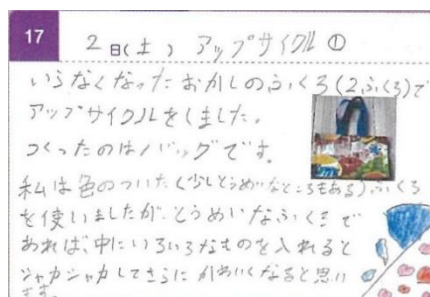 17 2日(土) アップサイクル①
いらなくなったおかしのふくろ(2ふくろ)で
アップサイクルをしました。
つくったのはバッグです。
私は色のついた(少しとうめいなところもある)ふくろ
を使いましたが、とうめいなふくろで
あれば、中にいろいろなものを入れると
シャカシャカしてさらにかわいくなると思い
ます。